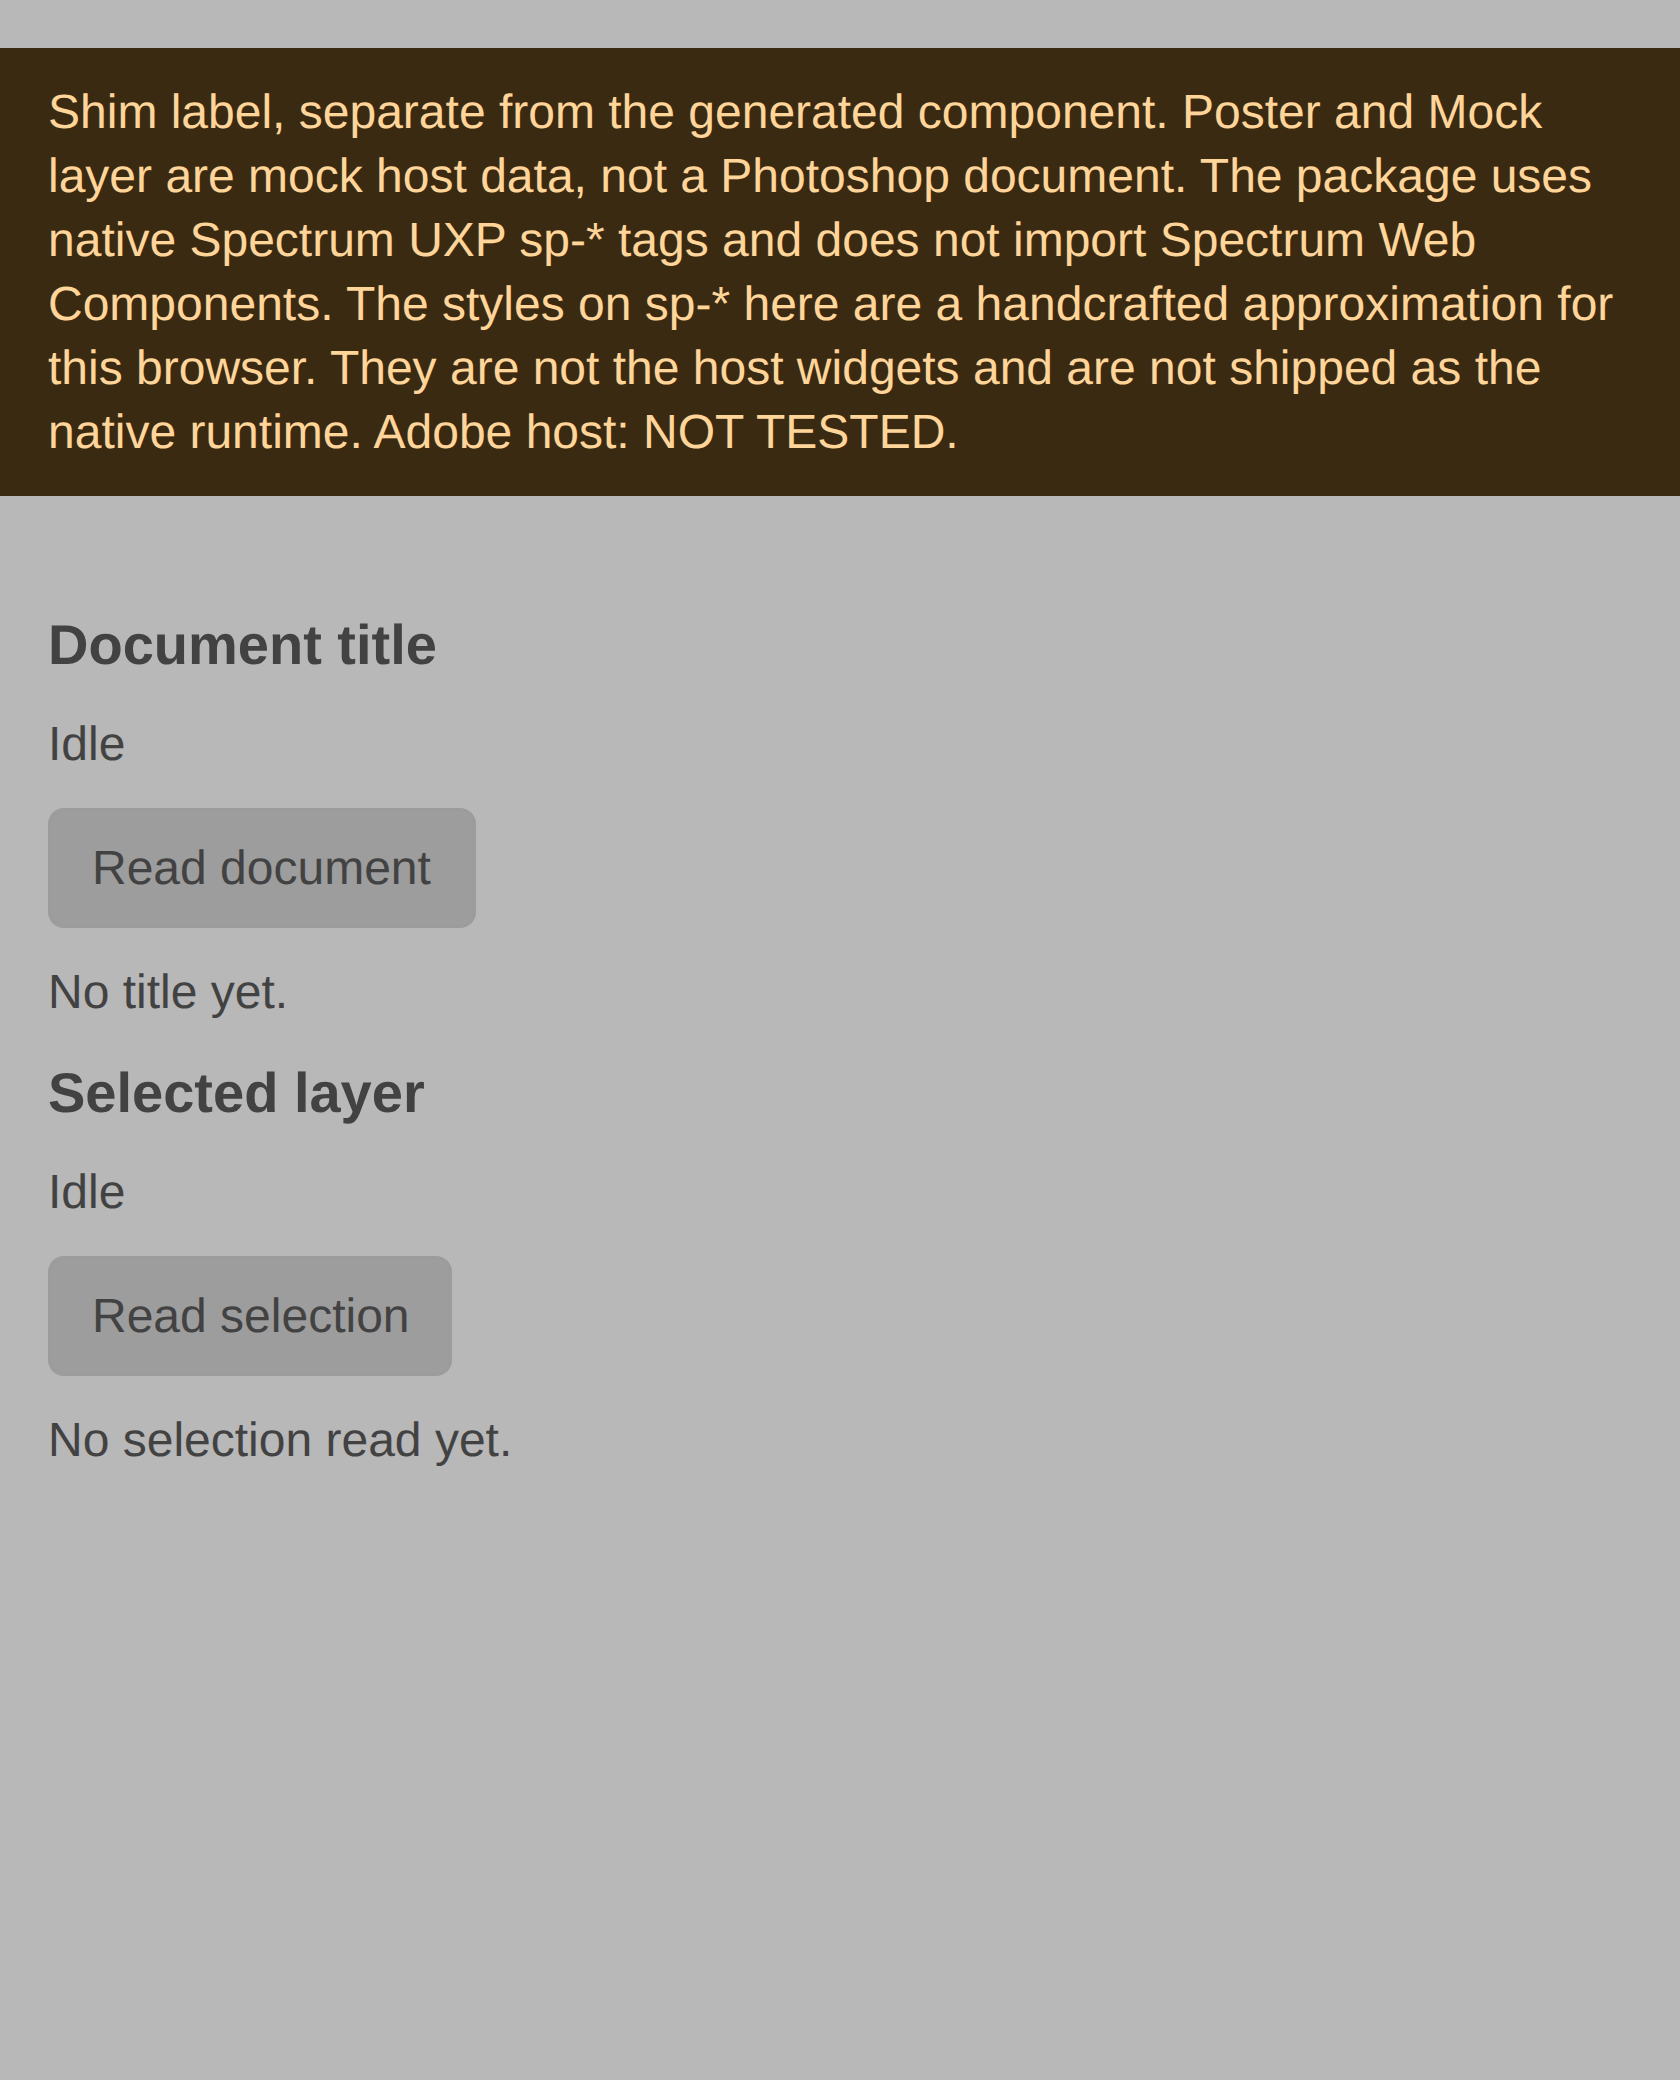 Shim label, separate from the generated component. Poster and Mock
layer are mock host data, not a Photoshop document. The package uses
native Spectrum UXP sp-* tags and does not import Spectrum Web
Components. The styles on sp-* here are a handcrafted approximation for
this browser. They are not the host widgets and are not shipped as the
native runtime. Adobe host: NOT TESTED.
Document title
Idle
Read document
No title yet.
Selected layer
Idle
Read selection
No selection read yet.